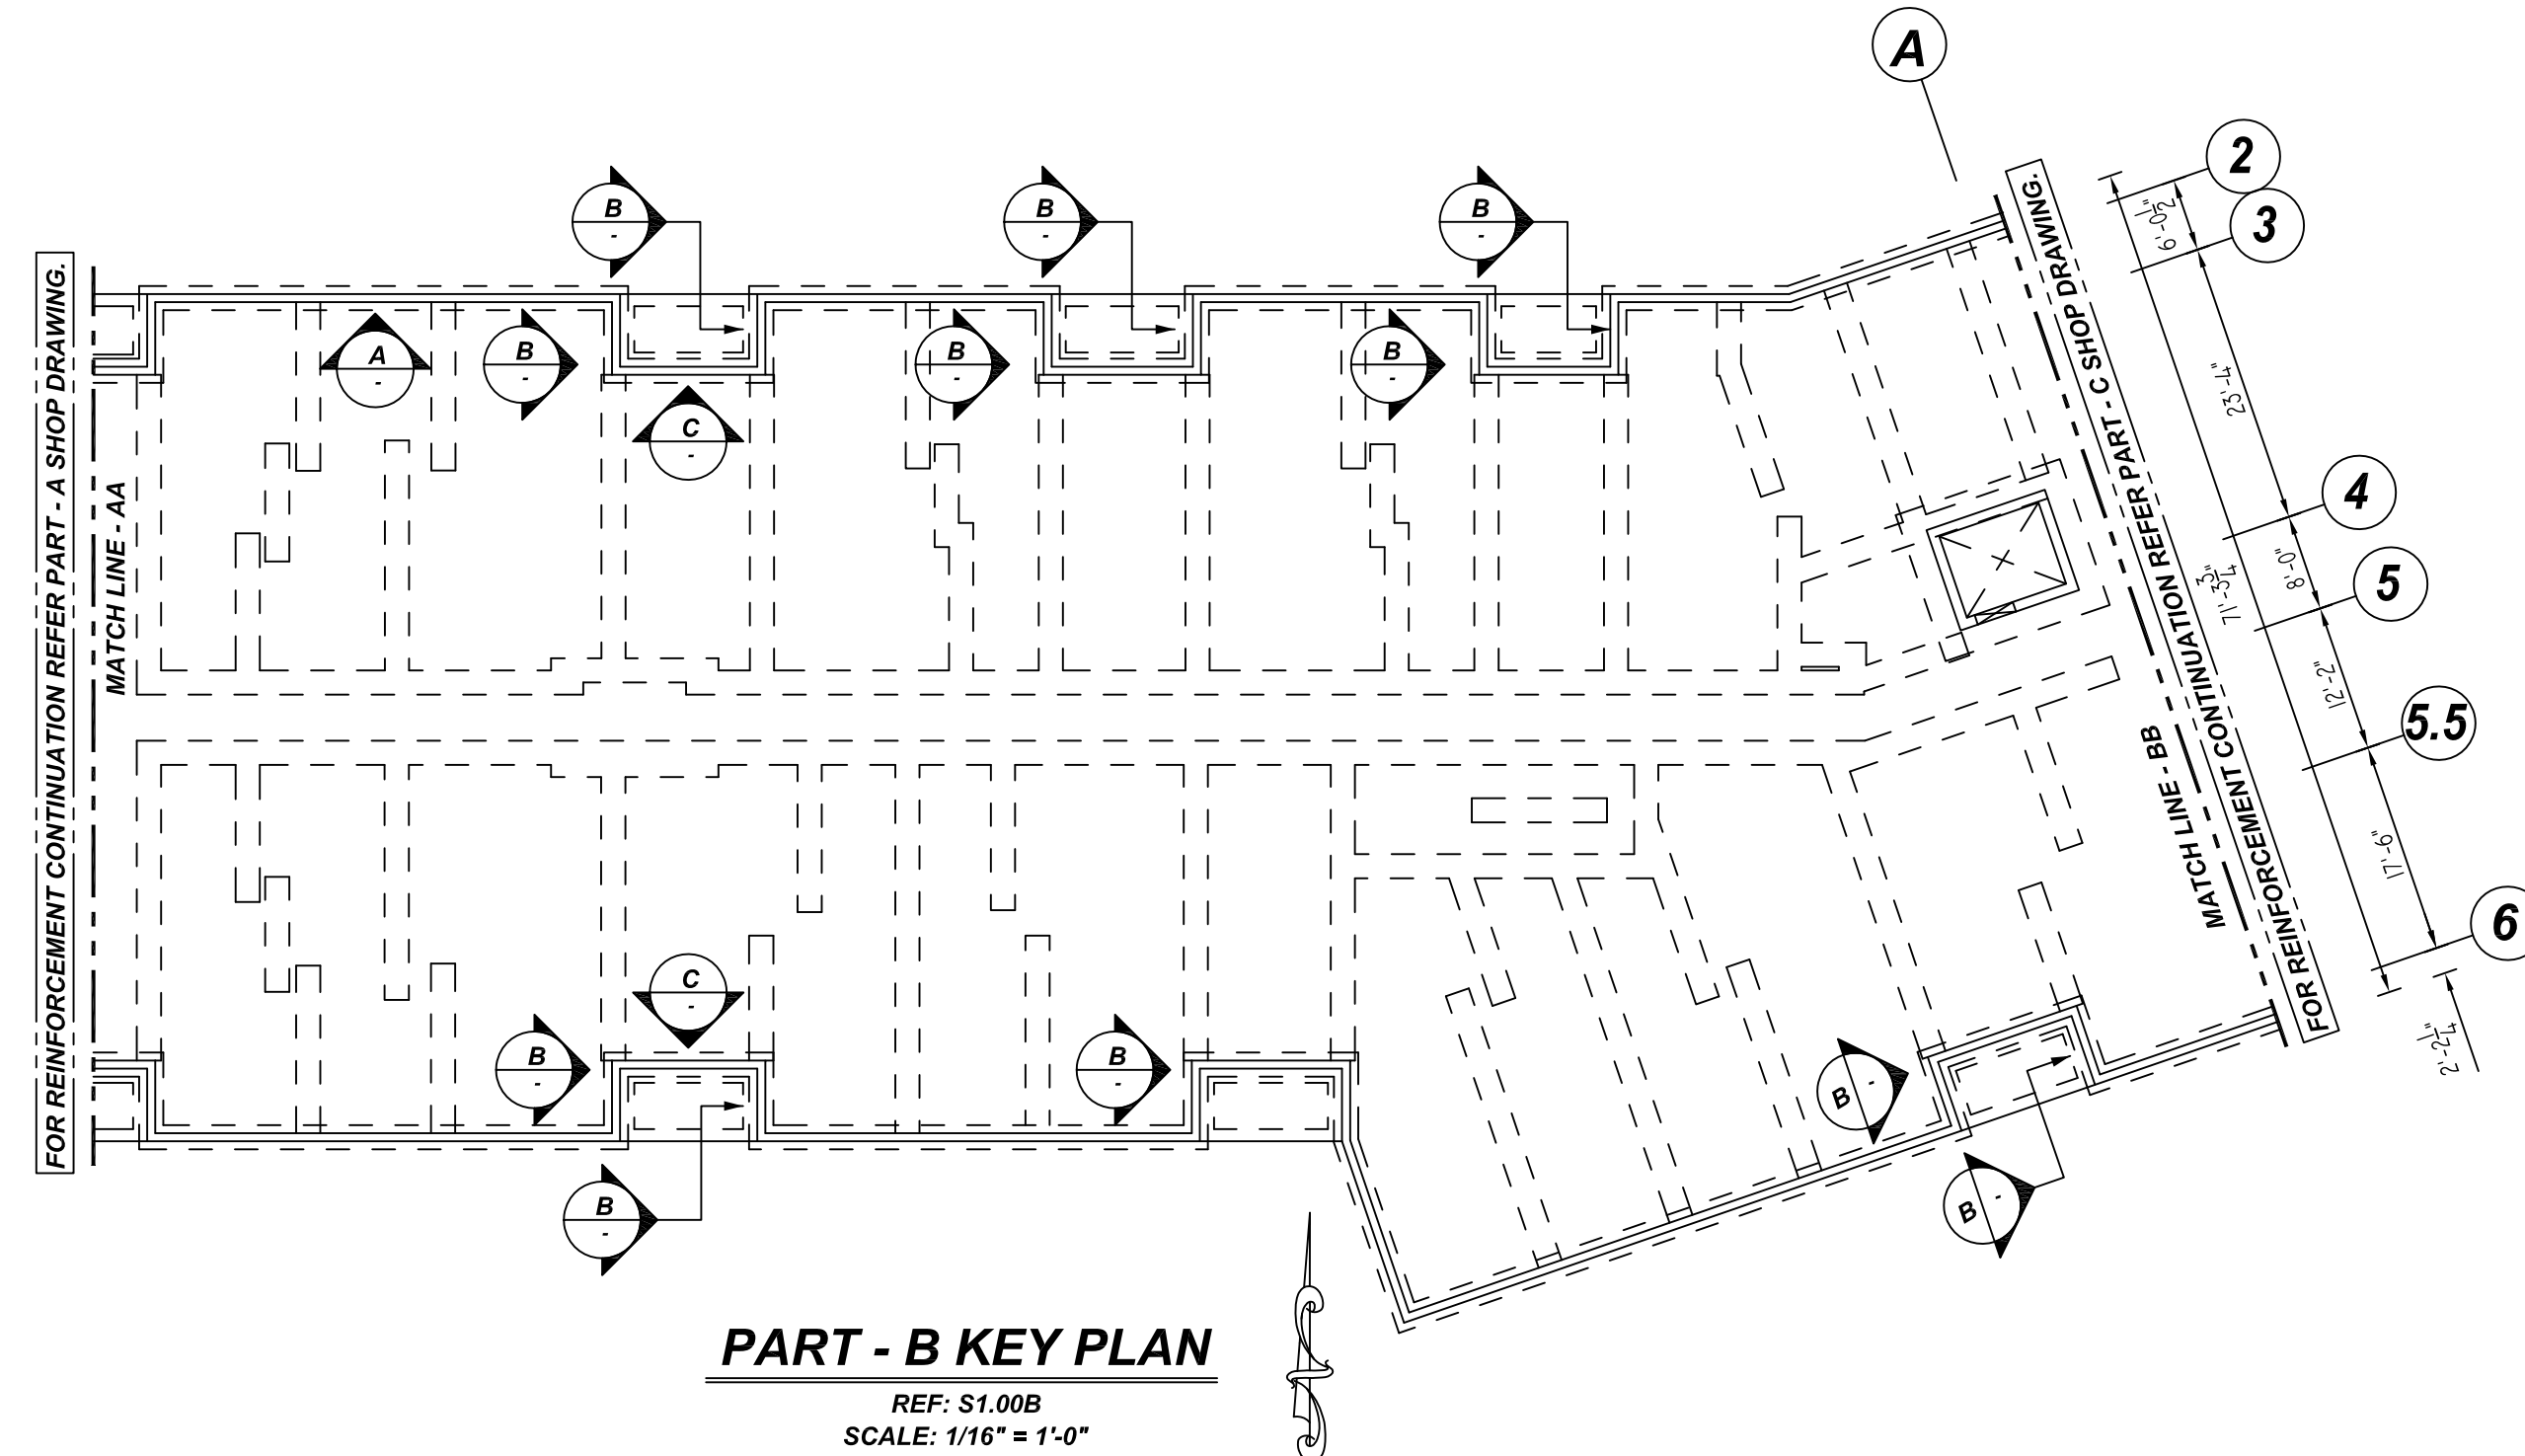 A
2
3
6'-0½"
23'-4"
4
8'-0"
5
71'-3¾"
12'-2"
5.5
17'-6"
6
2'-2¼"
B
-
B
-
B
-
A
-
B
-
B
-
B
-
C
-
FOR REINFORCEMENT CONTINUATION REFER PART - A SHOP DRAWING.
MATCH LINE - AA
FOR REINFORCEMENT CONTINUATION REFER PART - C SHOP DRAWING.
MATCH LINE - BB
C
-
B
-
B
-
B
-
B
-
B
-
PART - B KEY PLAN
REF: S1.00B
SCALE: 1/16" = 1'-0"